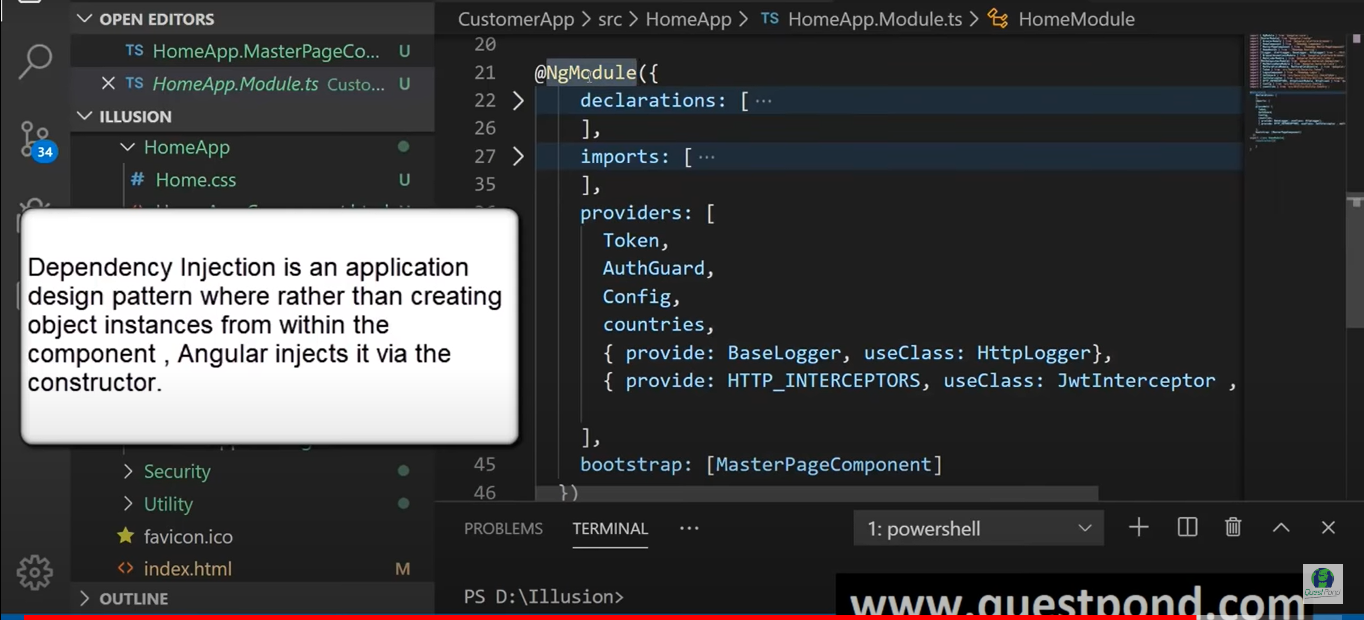 OPEN EDITORS
TS HomeApp.MasterPageCo... U
TS HomeApp.Module.ts Custo... U
ILLUSION
HomeApp
# Home.css U
34
Dependency Injection is an application
design pattern where rather than creating
object instances from within the
component , Angular injects it via the
constructor.
Security
Utility
favicon.ico
<> index.html M
OUTLINE
CustomerApp > src > HomeApp > TS HomeApp.Module.ts > HomeModule
20
21 @NgModule({
22 declarations: [ ...
26 ],
27 imports: [ ...
35 ],
providers: [
Token,
AuthGuard,
Config,
countries,
{ provide: BaseLogger, useClass: HttpLogger},
{ provide: HTTP_INTERCEPTORS, useClass: JwtInterceptor ,
],
45 bootstrap: [MasterPageComponent]
46 })
PROBLEMS TERMINAL ... 1: powershell
PS D:\Illusion>
www.questpond.com